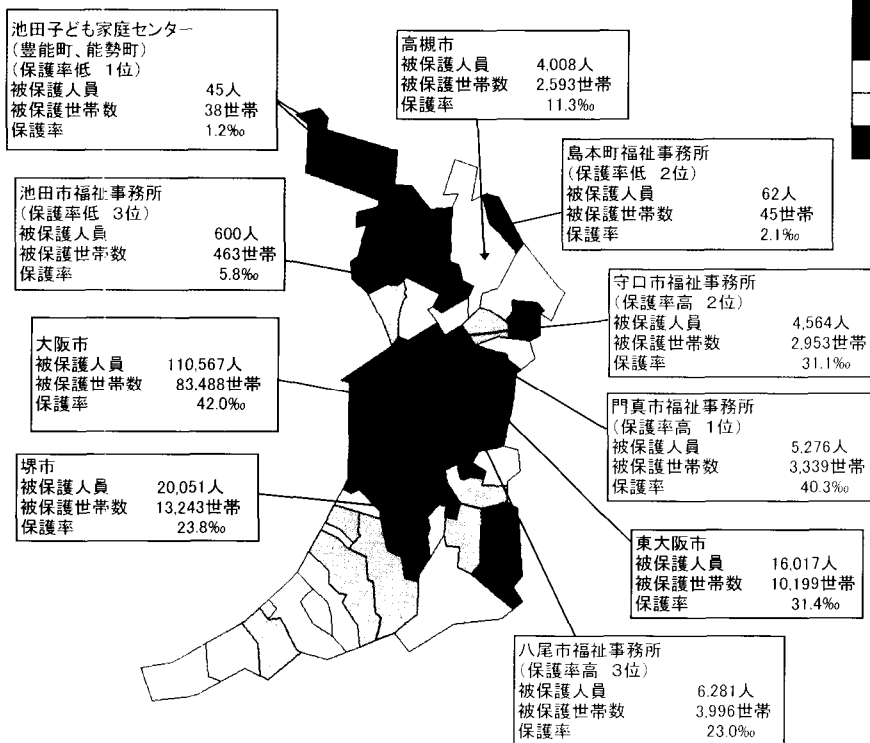 池田子ども家庭センター
(豊能町、能勢町)
(保護率低 1位)
被保護人員 45人
被保護世帯数 38世帯
保護率 1.2‰
高槻市
被保護人員 4,008人
被保護世帯数 2,593世帯
保護率 11.3‰
島本町福祉事務所
(保護率低 2位)
被保護人員 62人
被保護世帯数 45世帯
保護率 2.1‰
池田市福祉事務所
(保護率低 3位)
被保護人員 600人
被保護世帯数 463世帯
保護率 5.8‰
守口市福祉事務所
(保護率高 2位)
被保護人員 4,564人
被保護世帯数 2,953世帯
保護率 31.1‰
大阪市
被保護人員 110,567人
被保護世帯数 83,488世帯
保護率 42.0‰
門真市福祉事務所
(保護率高 1位)
被保護人員 5,276人
被保護世帯数 3,339世帯
保護率 40.3‰
堺市
被保護人員 20,051人
被保護世帯数 13,243世帯
保護率 23.8‰
東大阪市
被保護人員 16,017人
被保護世帯数 10,199世帯
保護率 31.4‰
八尾市福祉事務所
(保護率高 3位)
被保護人員 6,281人
被保護世帯数 3,996世帯
保護率 23.0‰